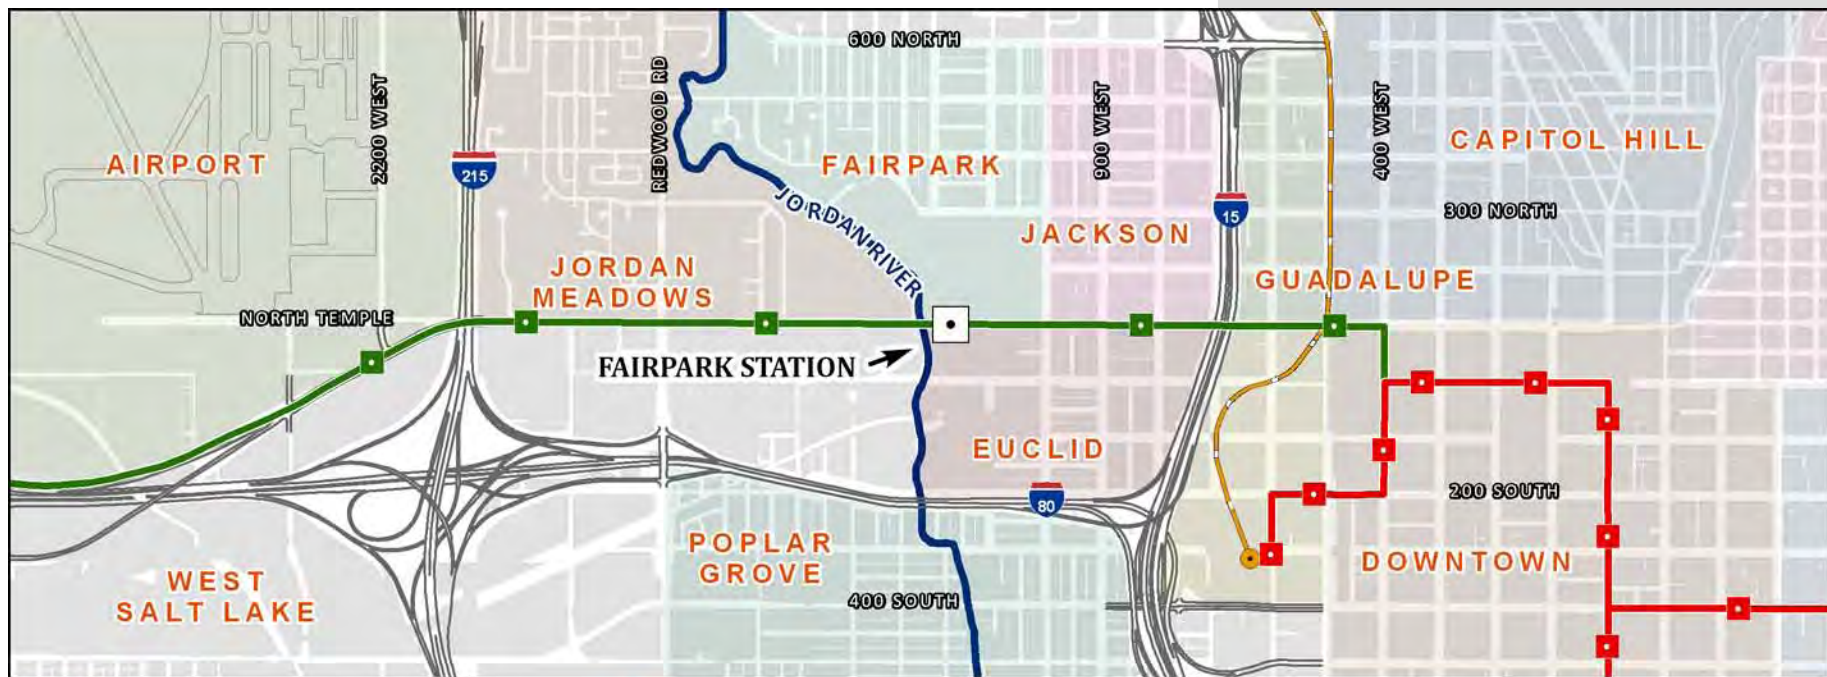 600 NORTH
2200 WEST
REDWOOD RD
900 WEST
400 WEST
CAPITOL HILL
AIRPORT
215
FAIRPARK
JORDAN RIVER
15
300 NORTH
JACKSON
JORDAN
MEADOWS
GUADALUPE
NORTH TEMPLE
FAIRPARK STATION
EUCLID
80
200 SOUTH
POPLAR
GROVE
DOWNTOWN
WEST
SALT LAKE
400 SOUTH